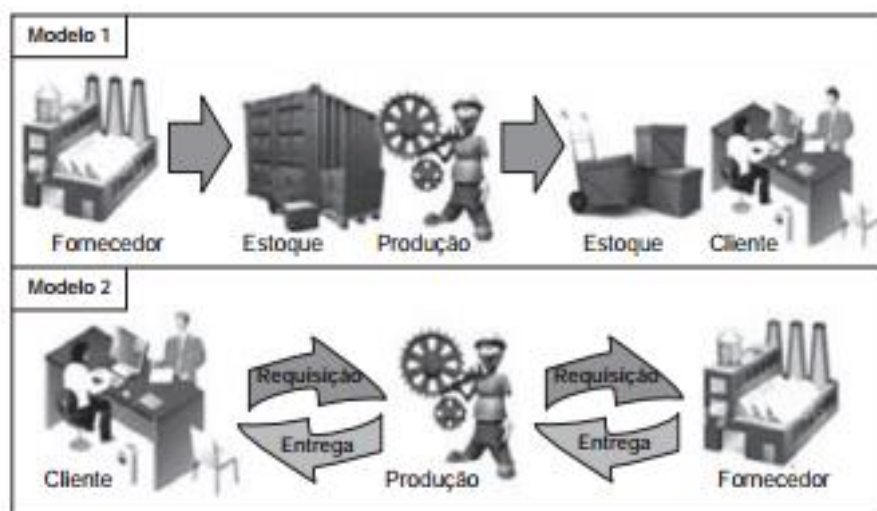 Modelo 1
Fornecedor
Estoque
Produção
Estoque
Cliente
Modelo 2
Requisição
Entrega
Requisição
Entrega
Cliente
Produção
Fornecedor